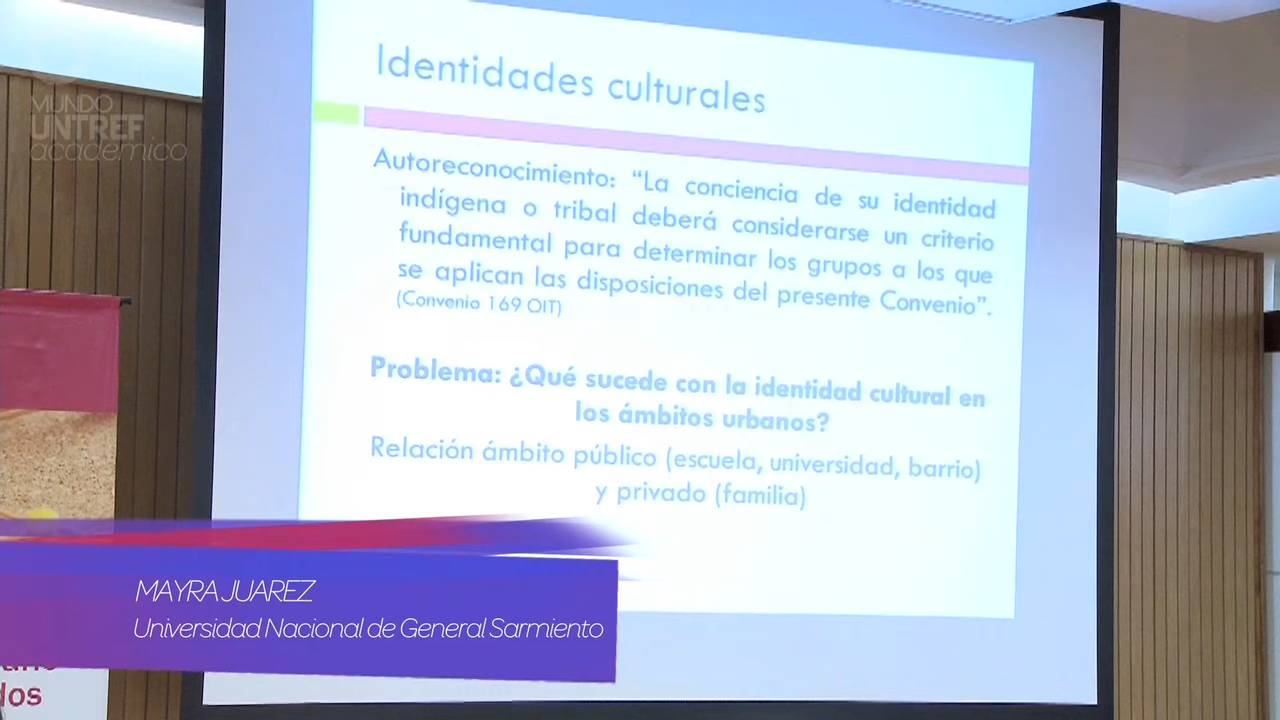 MUNDO
UNTREF
académico
Identidades culturales
Autoreconocimiento: “La conciencia de su identidad
indígena o tribal deberá considerarse un criterio
fundamental para determinar los grupos a los que
se aplican las disposiciones del presente Convenio”.
(Convenio 169 OIT)
Problema: ¿Qué sucede con la identidad cultural en
los ámbitos urbanos?
Relación ámbito público (escuela, universidad, barrio)
y privado (familia)
MAYRA JUAREZ
Universidad Nacional de General Sarmiento
dos